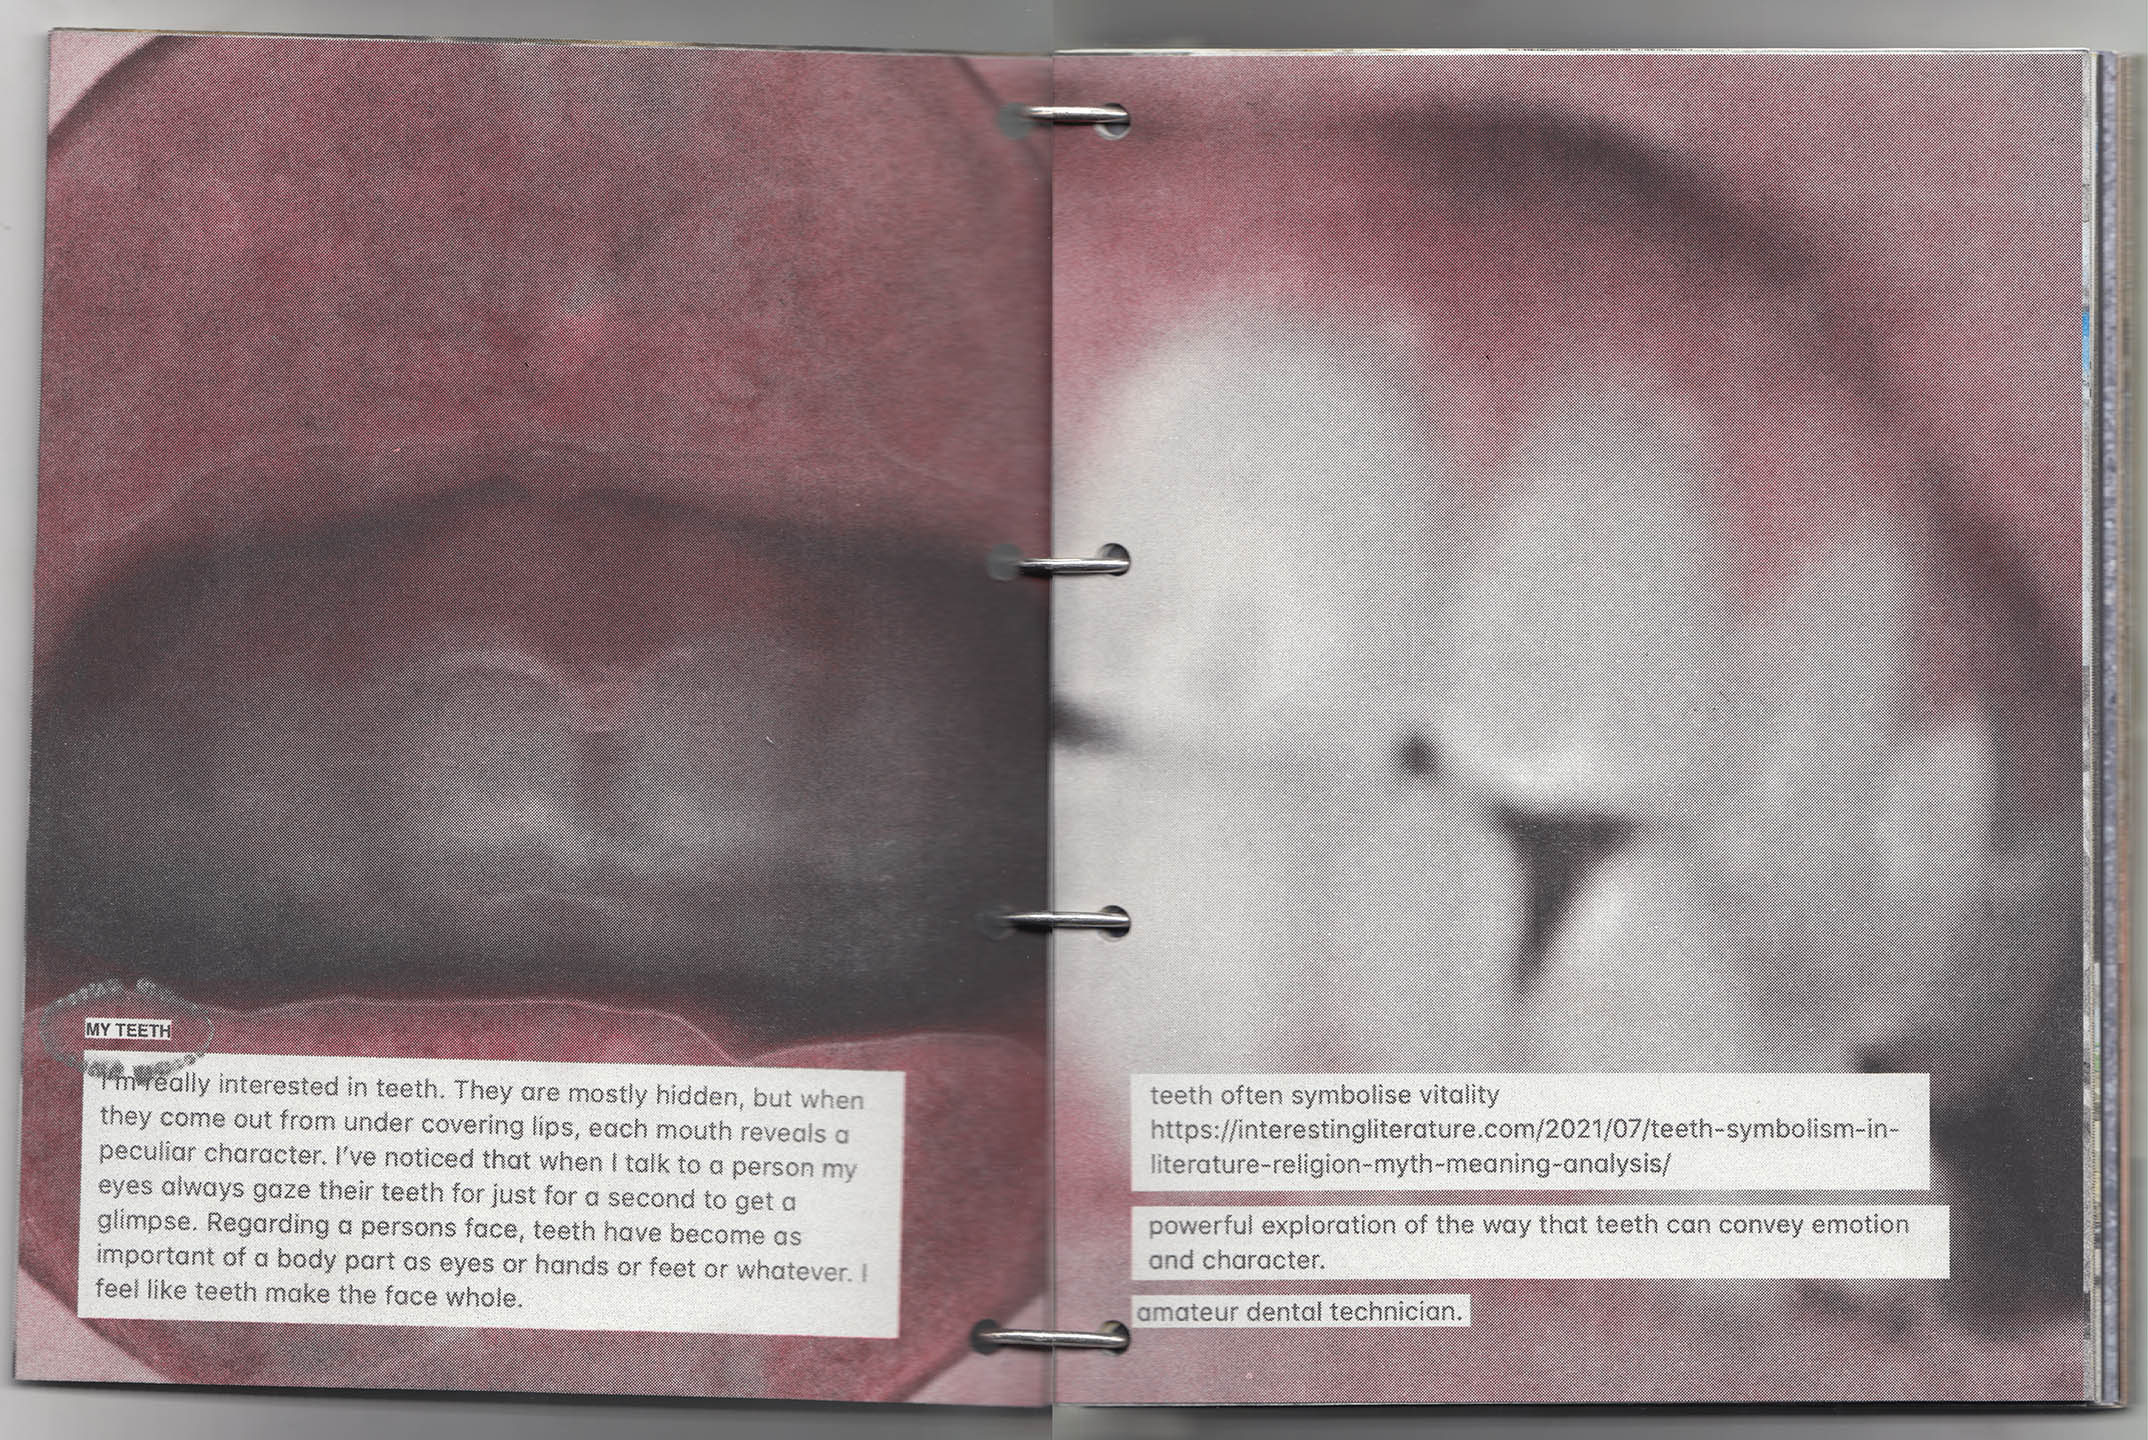 MY TEETH
I'm really interested in teeth. They are mostly hidden, but when
they come out from under covering lips, each mouth reveals a
peculiar character. I've noticed that when I talk to a person my
eyes always gaze their teeth for just for a second to get a
glimpse. Regarding a persons face, teeth have become as
important of a body part as eyes or hands or feet or whatever. I
feel like teeth make the face whole.
teeth often symbolise vitality
https://interestingliterature.com/2021/07/teeth-symbolism-in-
literature-religion-myth-meaning-analysis/
powerful exploration of the way that teeth can convey emotion
and character.
amateur dental technician.